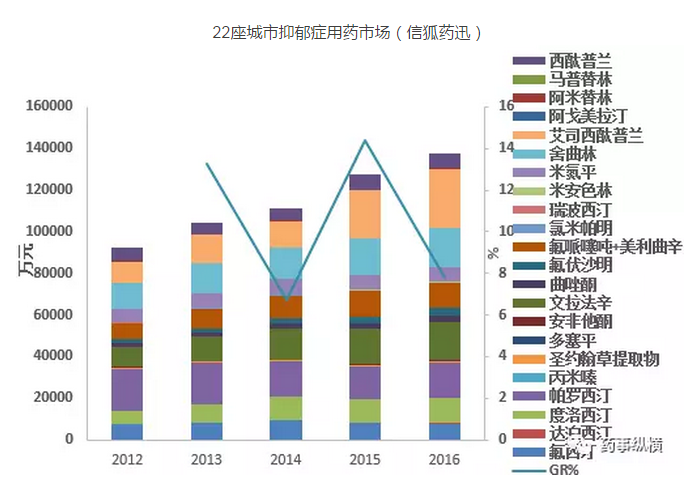 22座城市抑郁症用药市场（信狐药迅）
万元
160000
140000
120000
100000
80000
60000
40000
20000
0
2012
2013
2014
2015
2016
16
14
12
10
8
6
4
2
0
%
西酞普兰
马普替林
阿米替林
阿戈美拉汀
艾司西酞普兰
舍曲林
米氮平
米安色林
瑞波西汀
氯米帕明
氟哌噻吨+美利曲辛
氟伏沙明
曲唑酮
文拉法辛
安非他酮
多塞平
圣约翰草提取物
丙米嗪
帕罗西汀
度洛西汀
达泊西汀
氟西汀
GR%
药事纵横